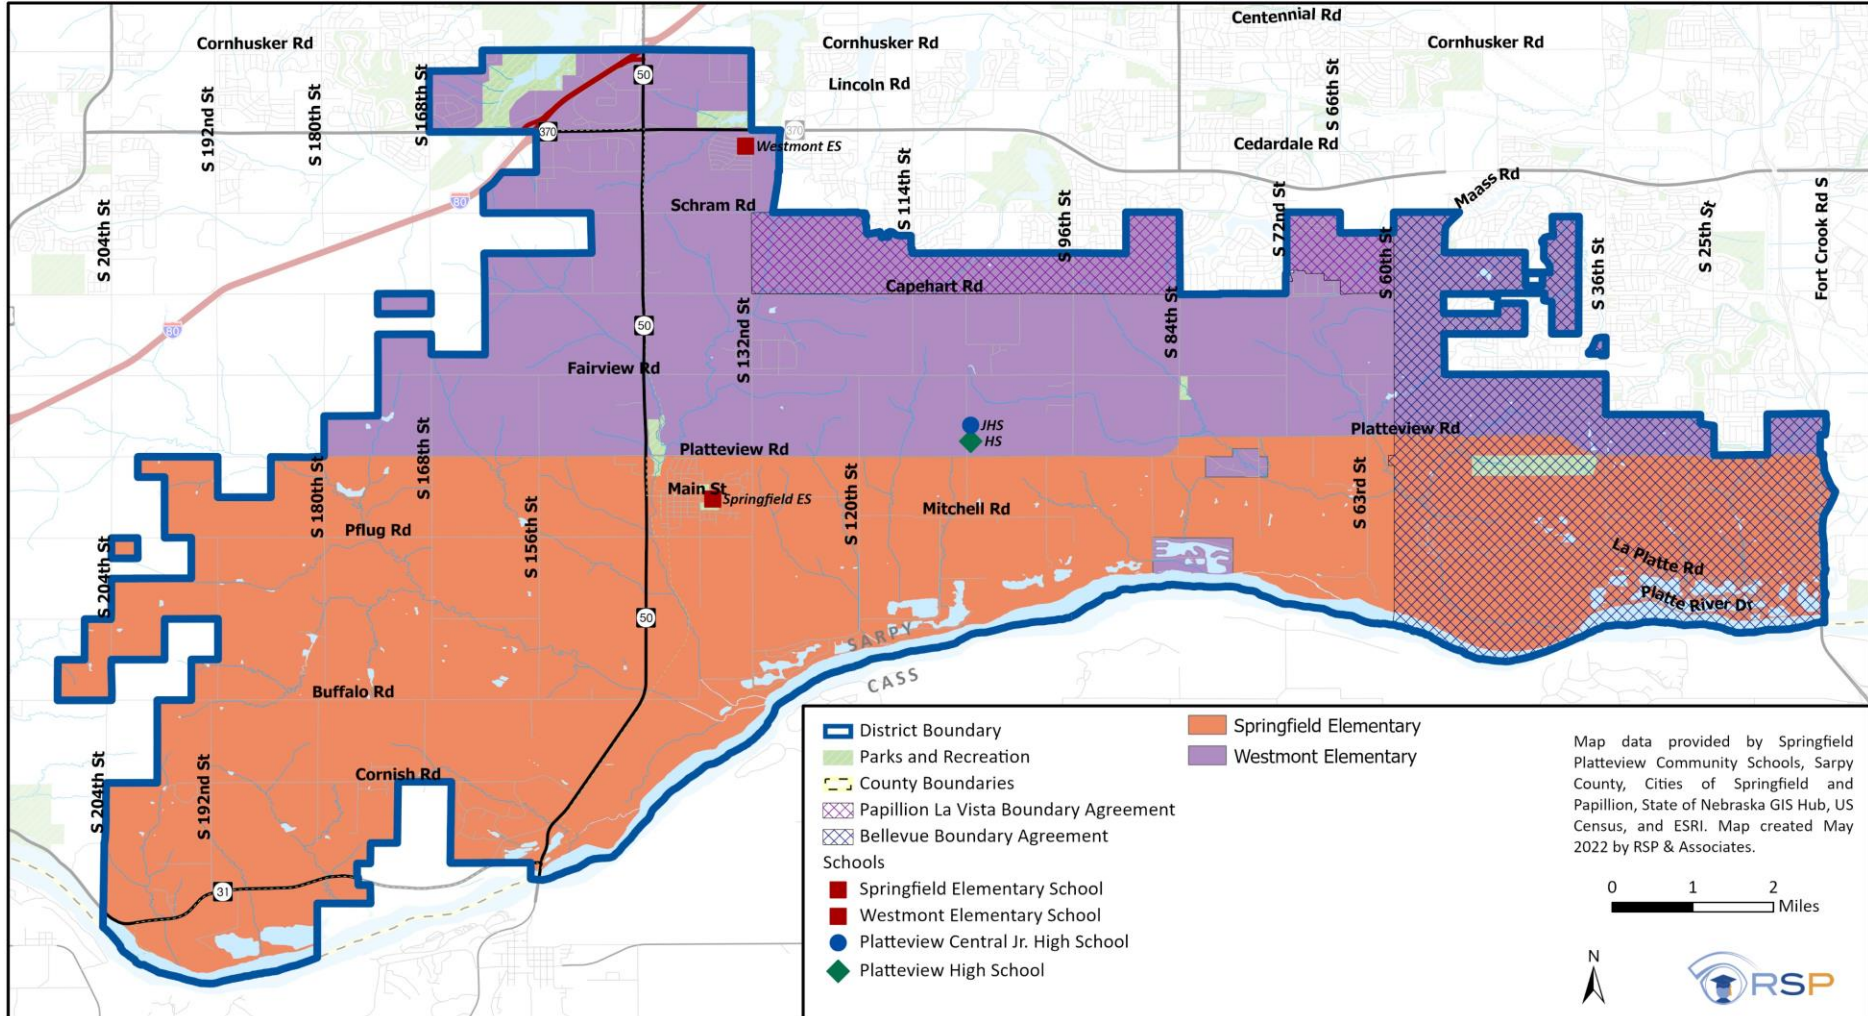 Centennial Rd
Cornhusker Rd
Cornhusker Rd
Cornhusker Rd
Lincoln Rd
50
S 192nd St
S 180th St
S 168th St
S 66th St
370
370
Westmont ES
Cedardale Rd
S 114th St
Maass Rd
80
Schram Rd
S 204th St
S 96th St
S 72nd St
S 60th St
S 36th St
S 25th St
Fort Crook Rd S
Capehart Rd
80
50
S 132nd St
S 84th St
Fairview Rd
S 168th St
JHS
HS
Platteview Rd
Platteview Rd
S 180th St
Main St
Springfield ES
S 156th St
S 120th St
Mitchell Rd
S 63rd St
Pflug Rd
S 204th St
La Platte Rd
Platte River Dr
50
SARPY
CASS
Buffalo Rd
Cornish Rd
S 204th St
S 192nd St
31
District Boundary
Parks and Recreation
County Boundaries
Papillion La Vista Boundary Agreement
Bellevue Boundary Agreement
Schools
Springfield Elementary School
Westmont Elementary School
Platteview Central Jr. High School
Platteview High School
Springfield Elementary
Westmont Elementary
Map data provided by Springfield
Platteview Community Schools, Sarpy
County, Cities of Springfield and
Papillion, State of Nebraska GIS Hub, US
Census, and ESRI. Map created May
2022 by RSP & Associates.
0 1 2
Miles
N
RSP